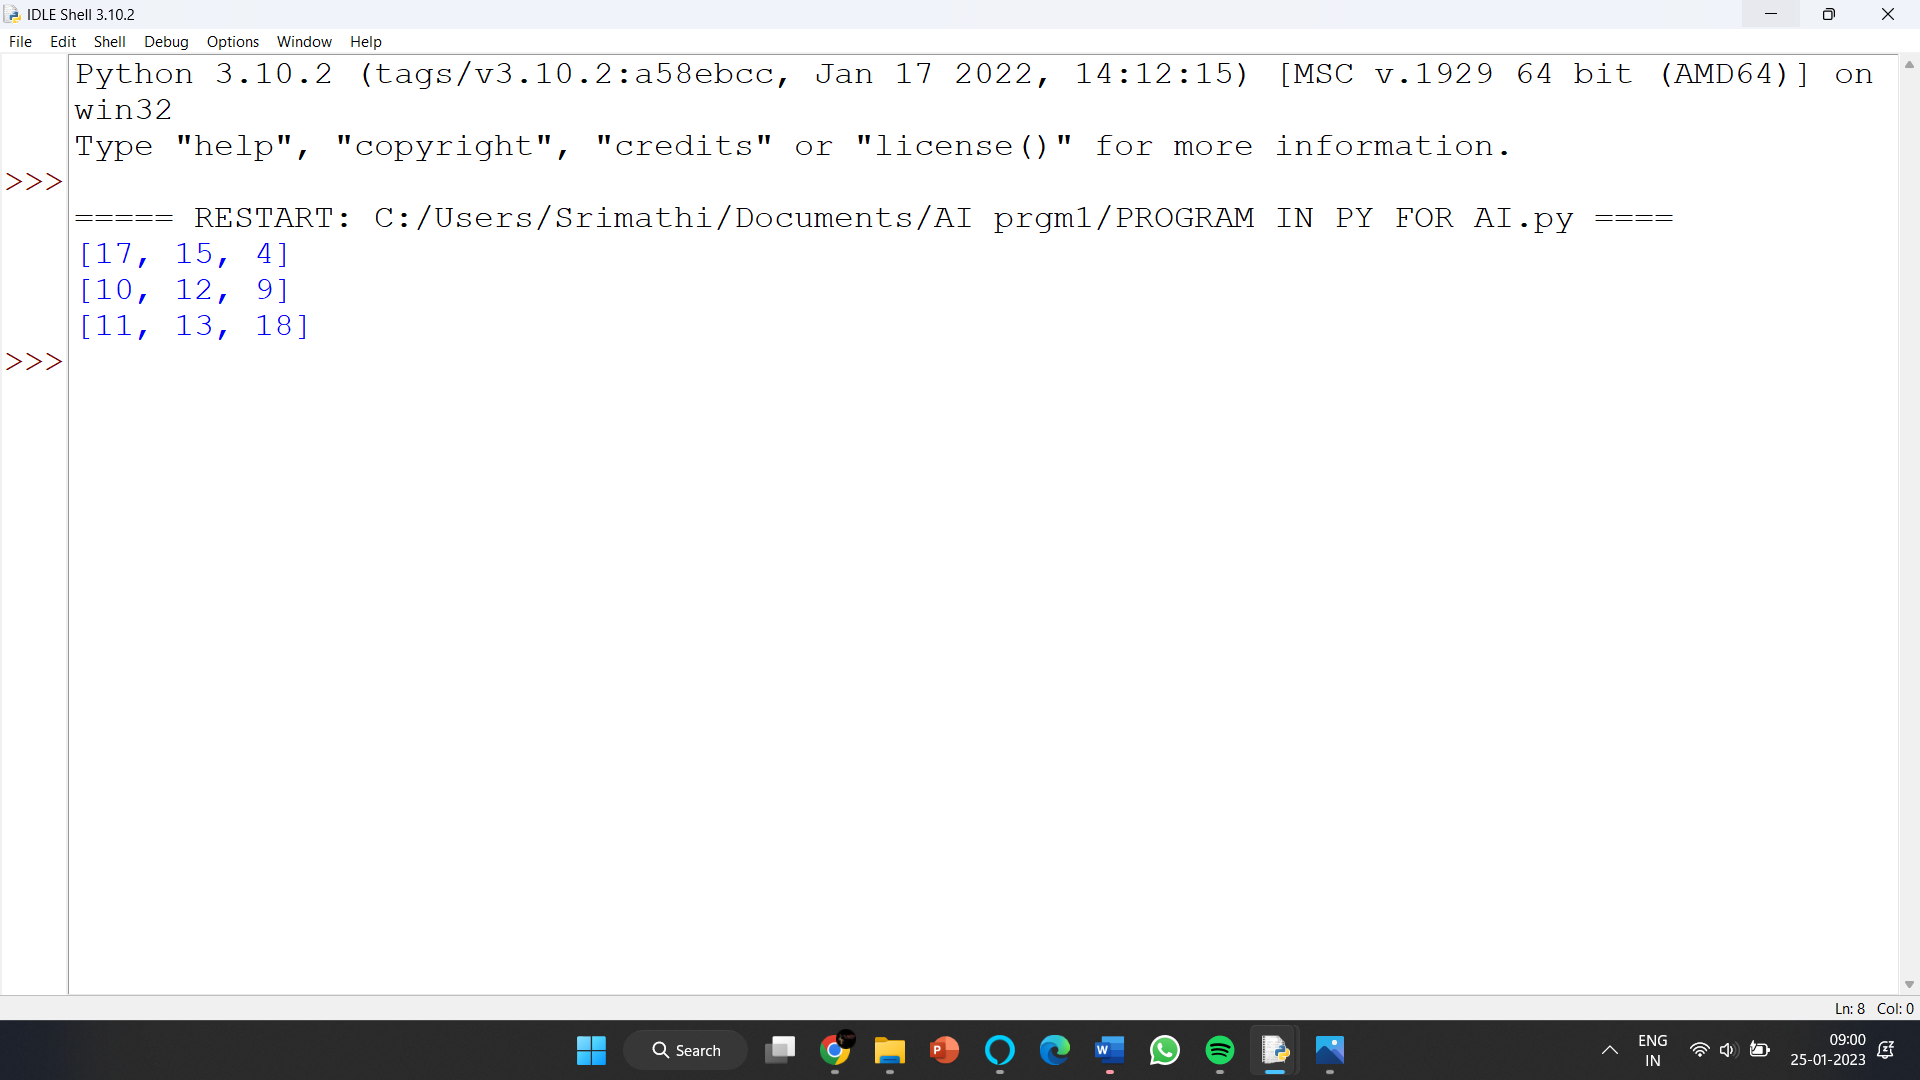 IDLE Shell 3.10.2
File Edit Shell Debug Options Window Help
Python 3.10.2 (tags/v3.10.2:a58ebcc, Jan 17 2022, 14:12:15) [MSC v.1929 64 bit (AMD64)] on
win32
Type "help", "copyright", "credits" or "license()" for more information.
>>>
===== RESTART: C:/Users/Srimathi/Documents/AI prgm1/PROGRAM IN PY FOR AI.py ====
[17, 15, 4]
[10, 12, 9]
[11, 13, 18]
>>>
Ln: 8 Col: 0
Search
ENG
IN
09:00
25-01-2023